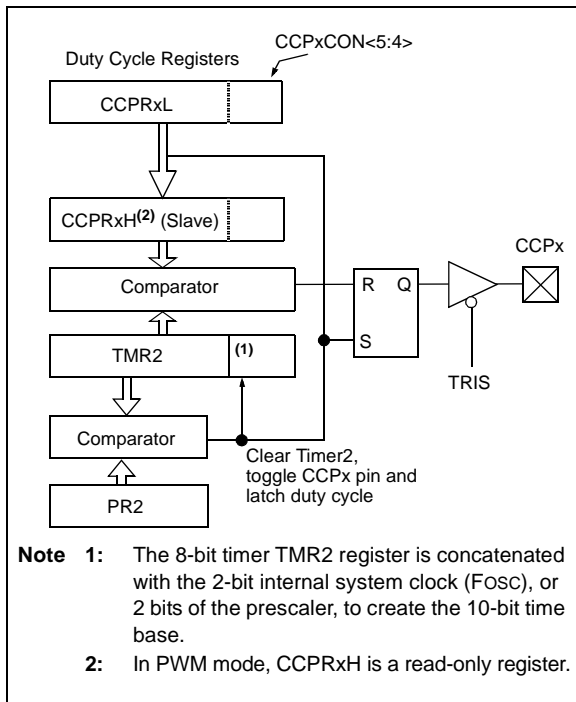 CCPxCON<5:4>
Duty Cycle Registers
CCPRxL
CCPRxH(2) (Slave)
CCPx
Comparator
R Q
TMR2 (1)
S
TRIS
Comparator
Clear Timer2,
toggle CCPx pin and
latch duty cycle
PR2
Note 1: The 8-bit timer TMR2 register is concatenated
with the 2-bit internal system clock (FOSC), or
2 bits of the prescaler, to create the 10-bit time
base.
2: In PWM mode, CCPRxH is a read-only register.